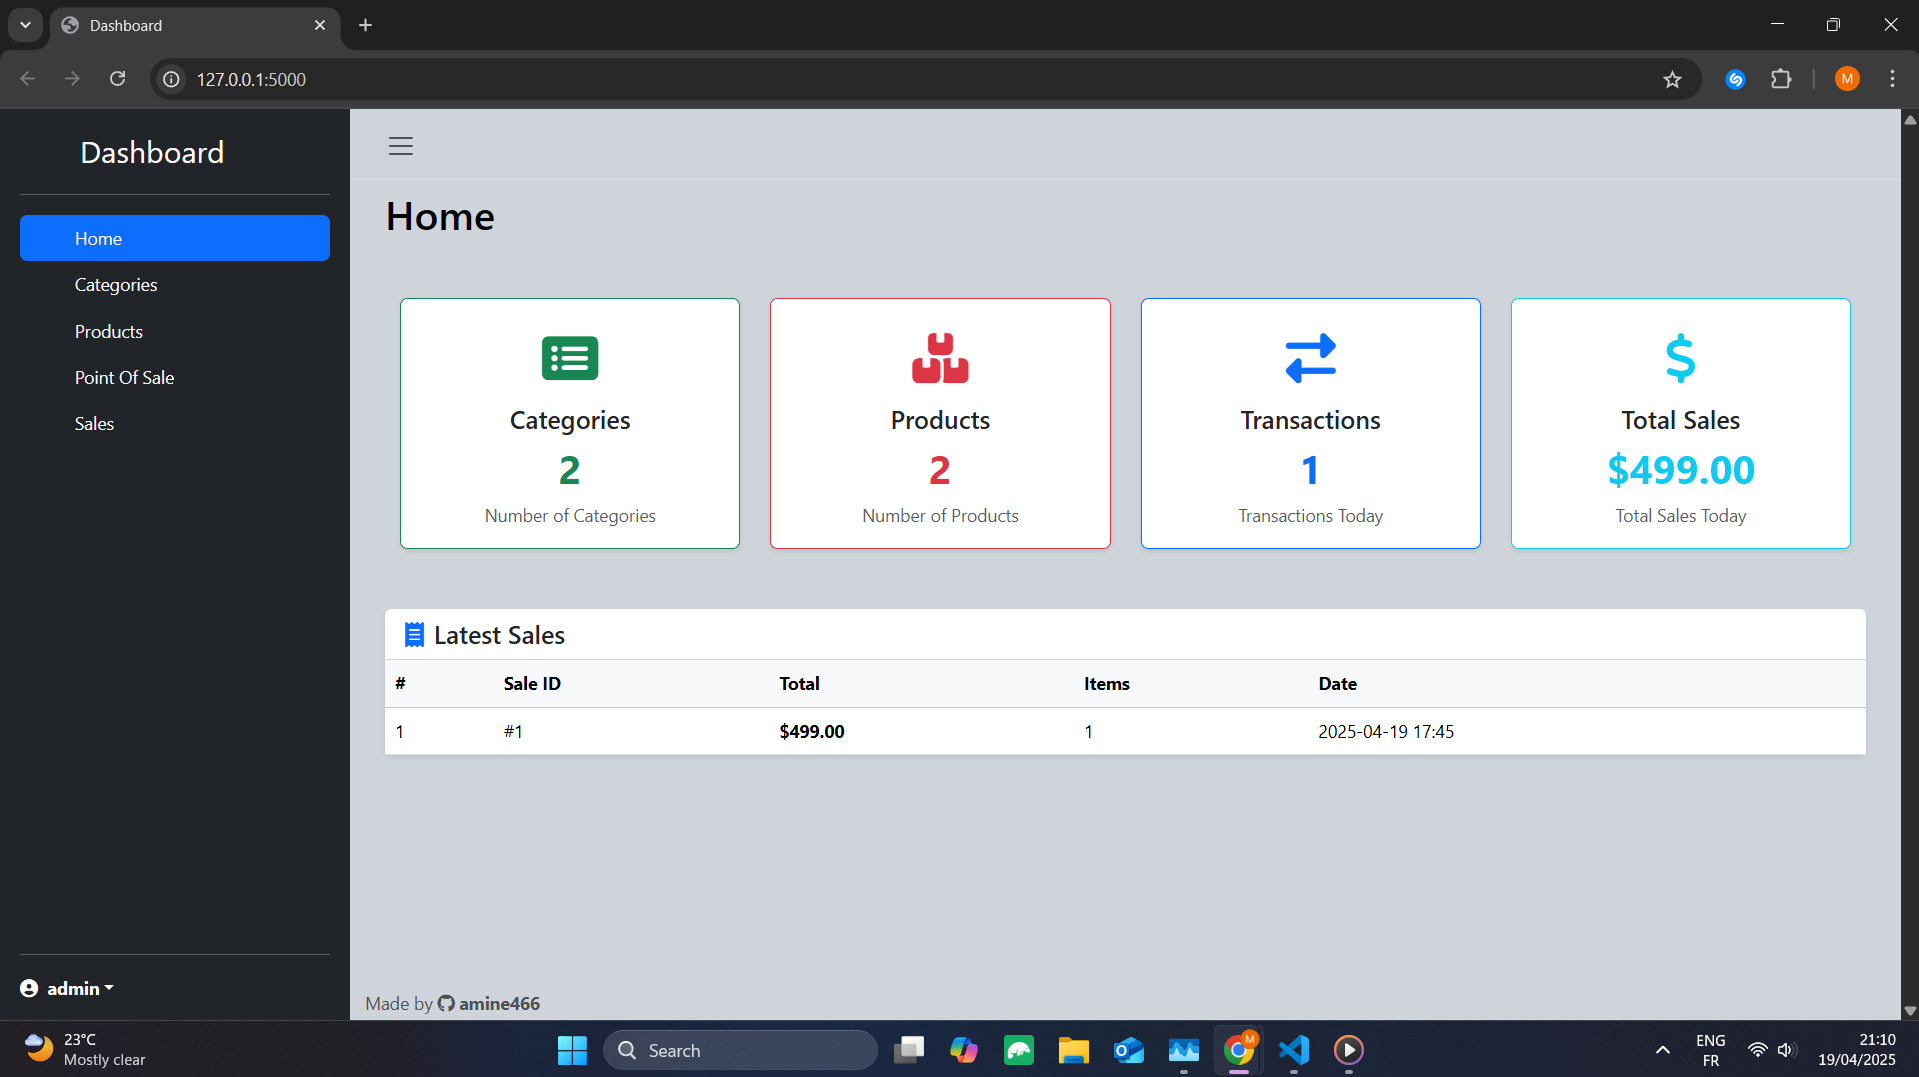 Dashboard
127.0.0.1:5000
M
Dashboard
Home
Categories
Products
Point Of Sale
Sales
admin
Home
Categories
2
Number of Categories
Products
2
Number of Products
Transactions
1
Transactions Today
$
Total Sales
$499.00
Total Sales Today
Latest Sales
# Sale ID Total Items Date
1 #1 $499.00 1 2025-04-19 17:45
Made by amine466
23°C
Mostly clear
Search
M
ENG
FR
21:10
19/04/2025